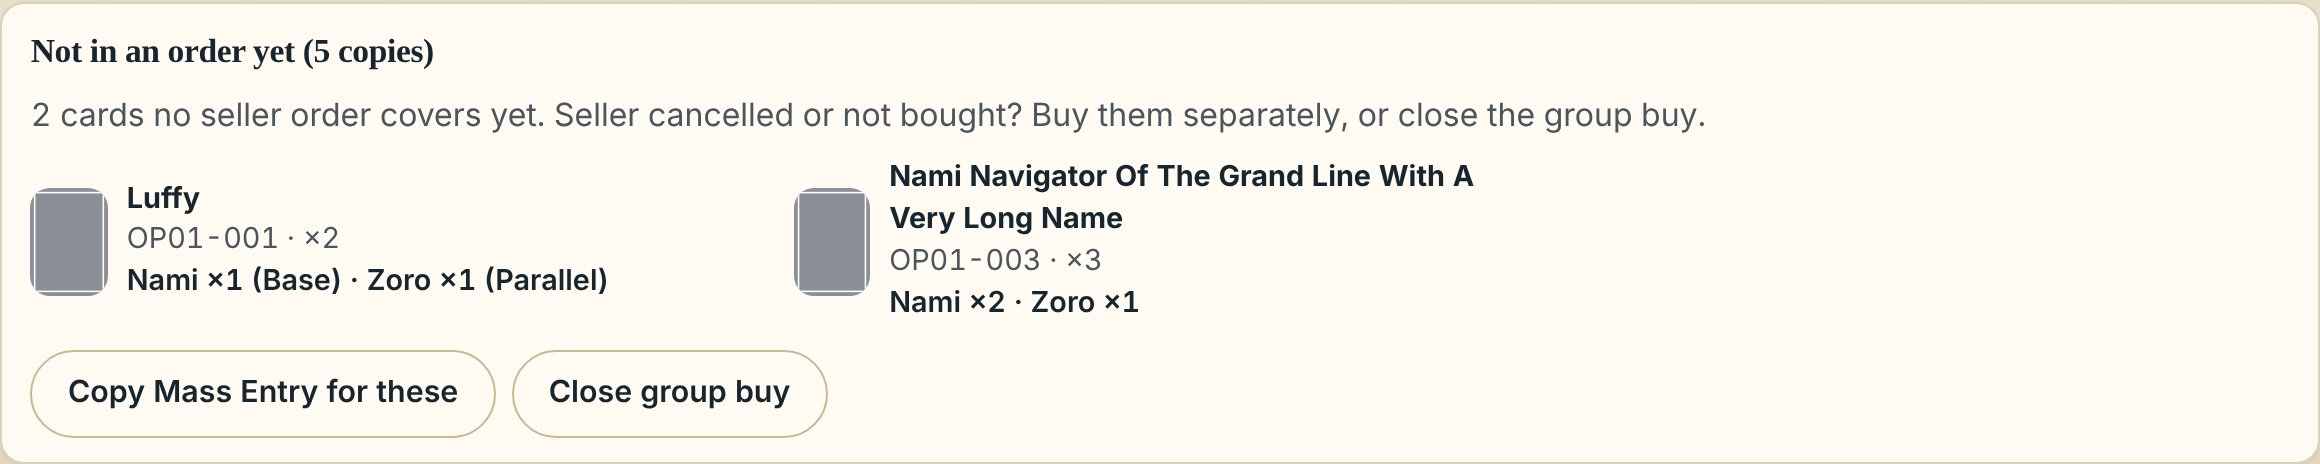 Not in an order yet (5 copies)
2 cards no seller order covers yet. Seller cancelled or not bought? Buy them separately, or close the group buy.
Luffy
OP01-001 · ×2
Nami ×1 (Base) · Zoro ×1 (Parallel)
Nami Navigator Of The Grand Line With A
Very Long Name
OP01-003 · ×3
Nami ×2 · Zoro ×1
Copy Mass Entry for these
Close group buy